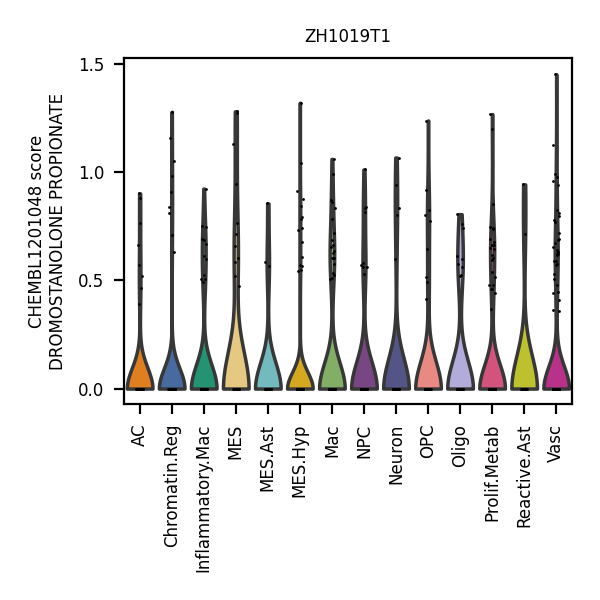 ZH1019T1
CHEMBL1201048 score
DROMOSTANOLONE PROPIONATE
1.5
1.0
0.5
0.0
AC
Chromatin.Reg
Inflammatory.Mac
MES
MES.Ast
MES.Hyp
Mac
NPC
Neuron
OPC
Oligo
Prolif.Metab
Reactive.Ast
Vasc